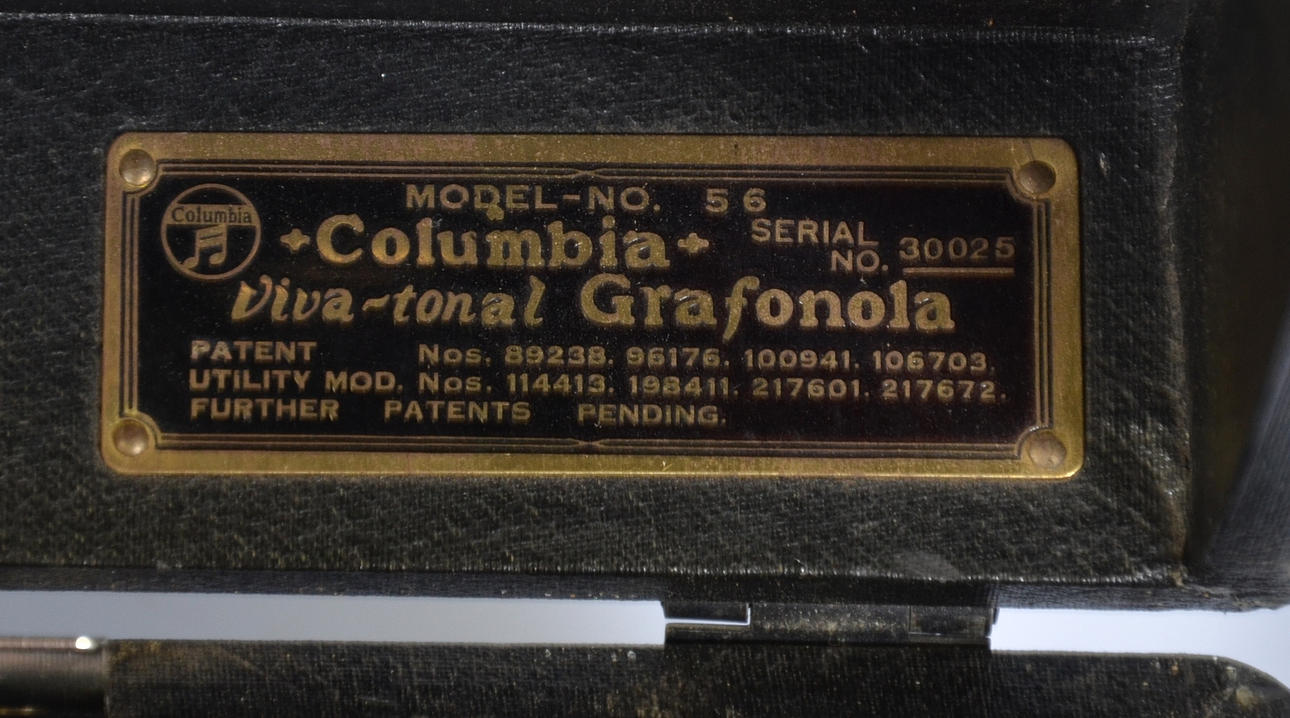 MODEL-NO. 56
Columbia
Columbia
SERIAL
NO. 30025
Viva-tonal Grafonola
PATENT Nos. 89238. 96176. 100941. 106703.
UTILITY MOD. Nos. 114413. 198411. 217601. 217672.
FURTHER PATENTS PENDING.